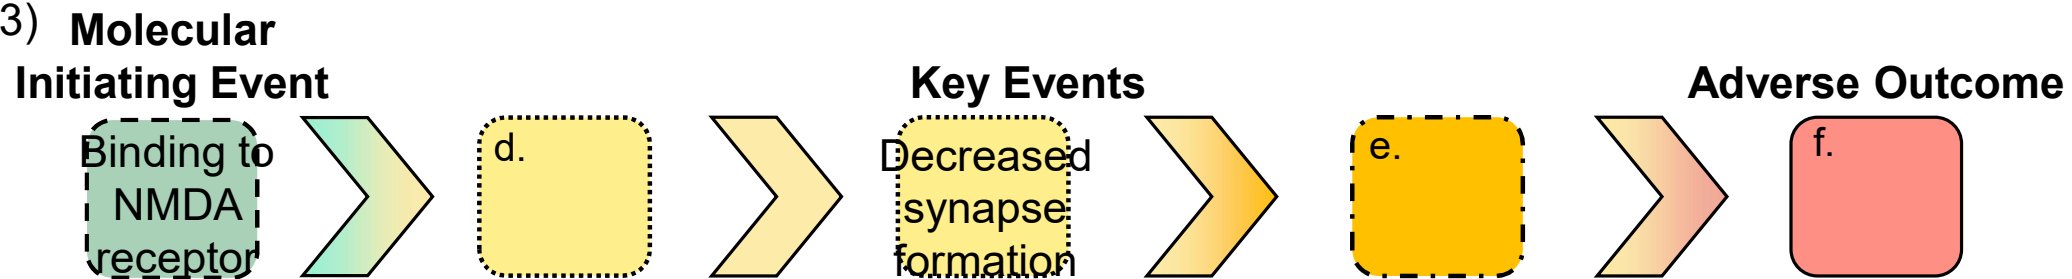 3)
Molecular
Initiating Event
Key Events
Adverse Outcome
Binding to
NMDA
receptor
d.
Decreased
synapse
formation
e.
f.